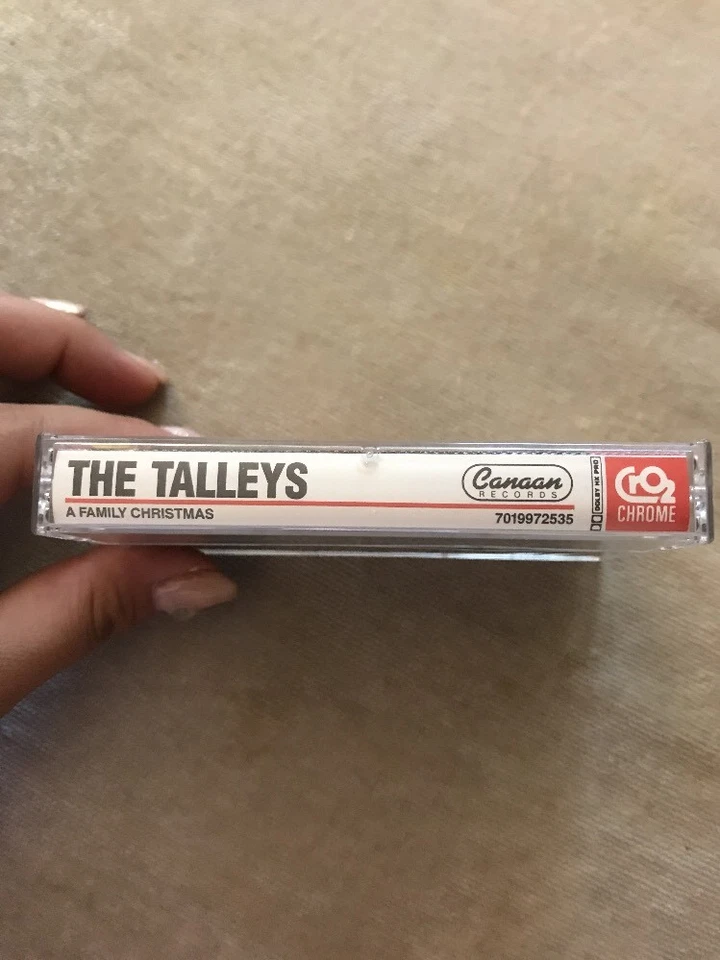 THE TALLEYS
A FAMILY CHRISTMAS
Canaan
RECORDS
7019972535
DOLBY HX PRO
CrO2
CHROME